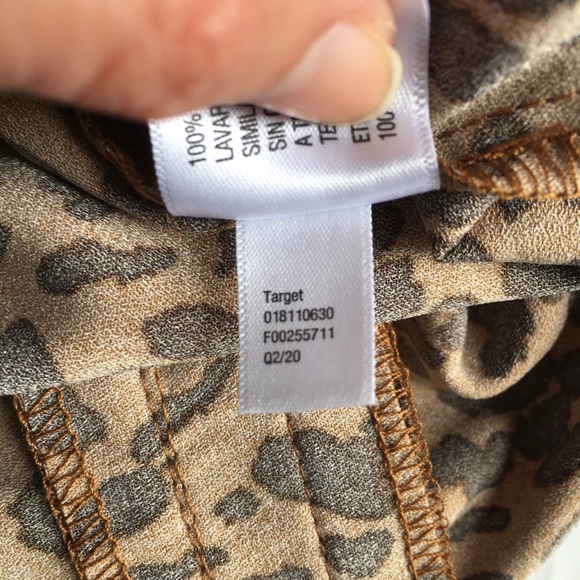 100%
LAVAR
SIMIL
SIN C
A T
TE
ET
100
Target
018110630
F00255711
Q2/20